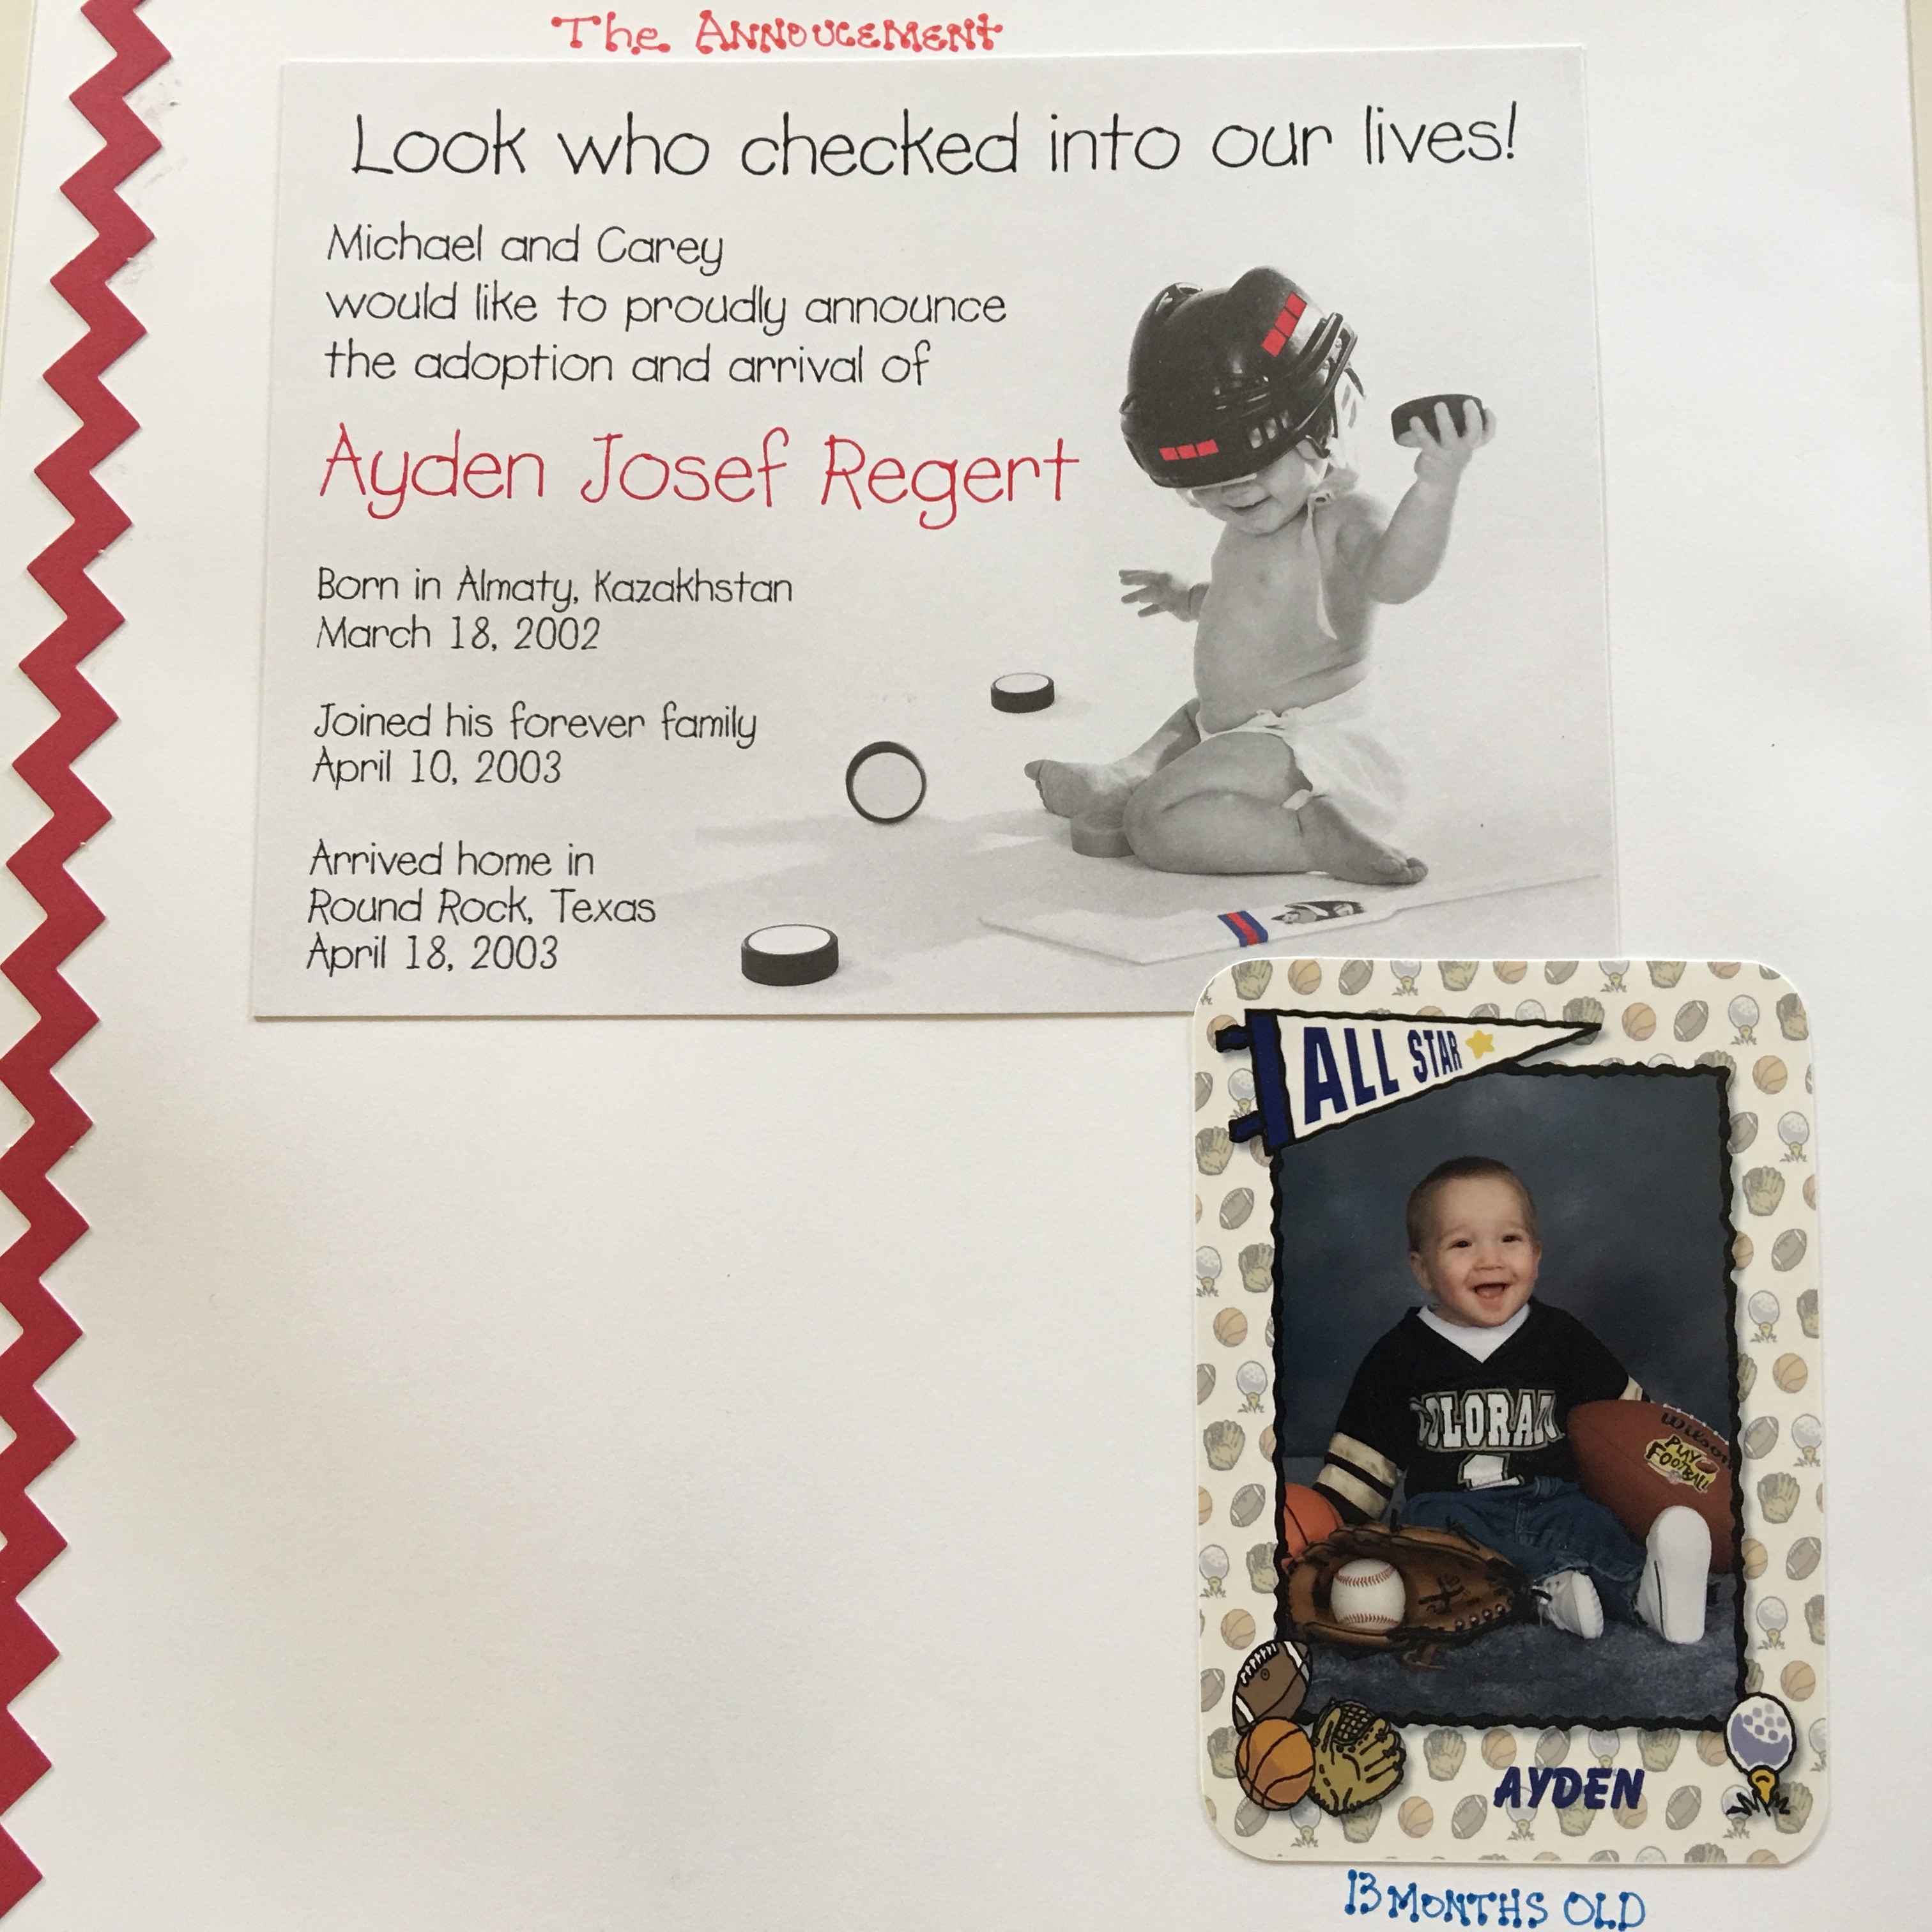 The Annoucement
Look who checked into our lives!
Michael and Carey
would like to proudly announce
the adoption and arrival of
Ayden Josef Regert
Born in Almaty, Kazakhstan
March 18, 2002
Joined his forever family
April 10, 2003
Arrived home in
Round Rock, Texas
April 18, 2003
ALL STAR
COLORAD
1
Wilson
PLAY
FOOTBALL
AYDEN
13 MONTHS OLD